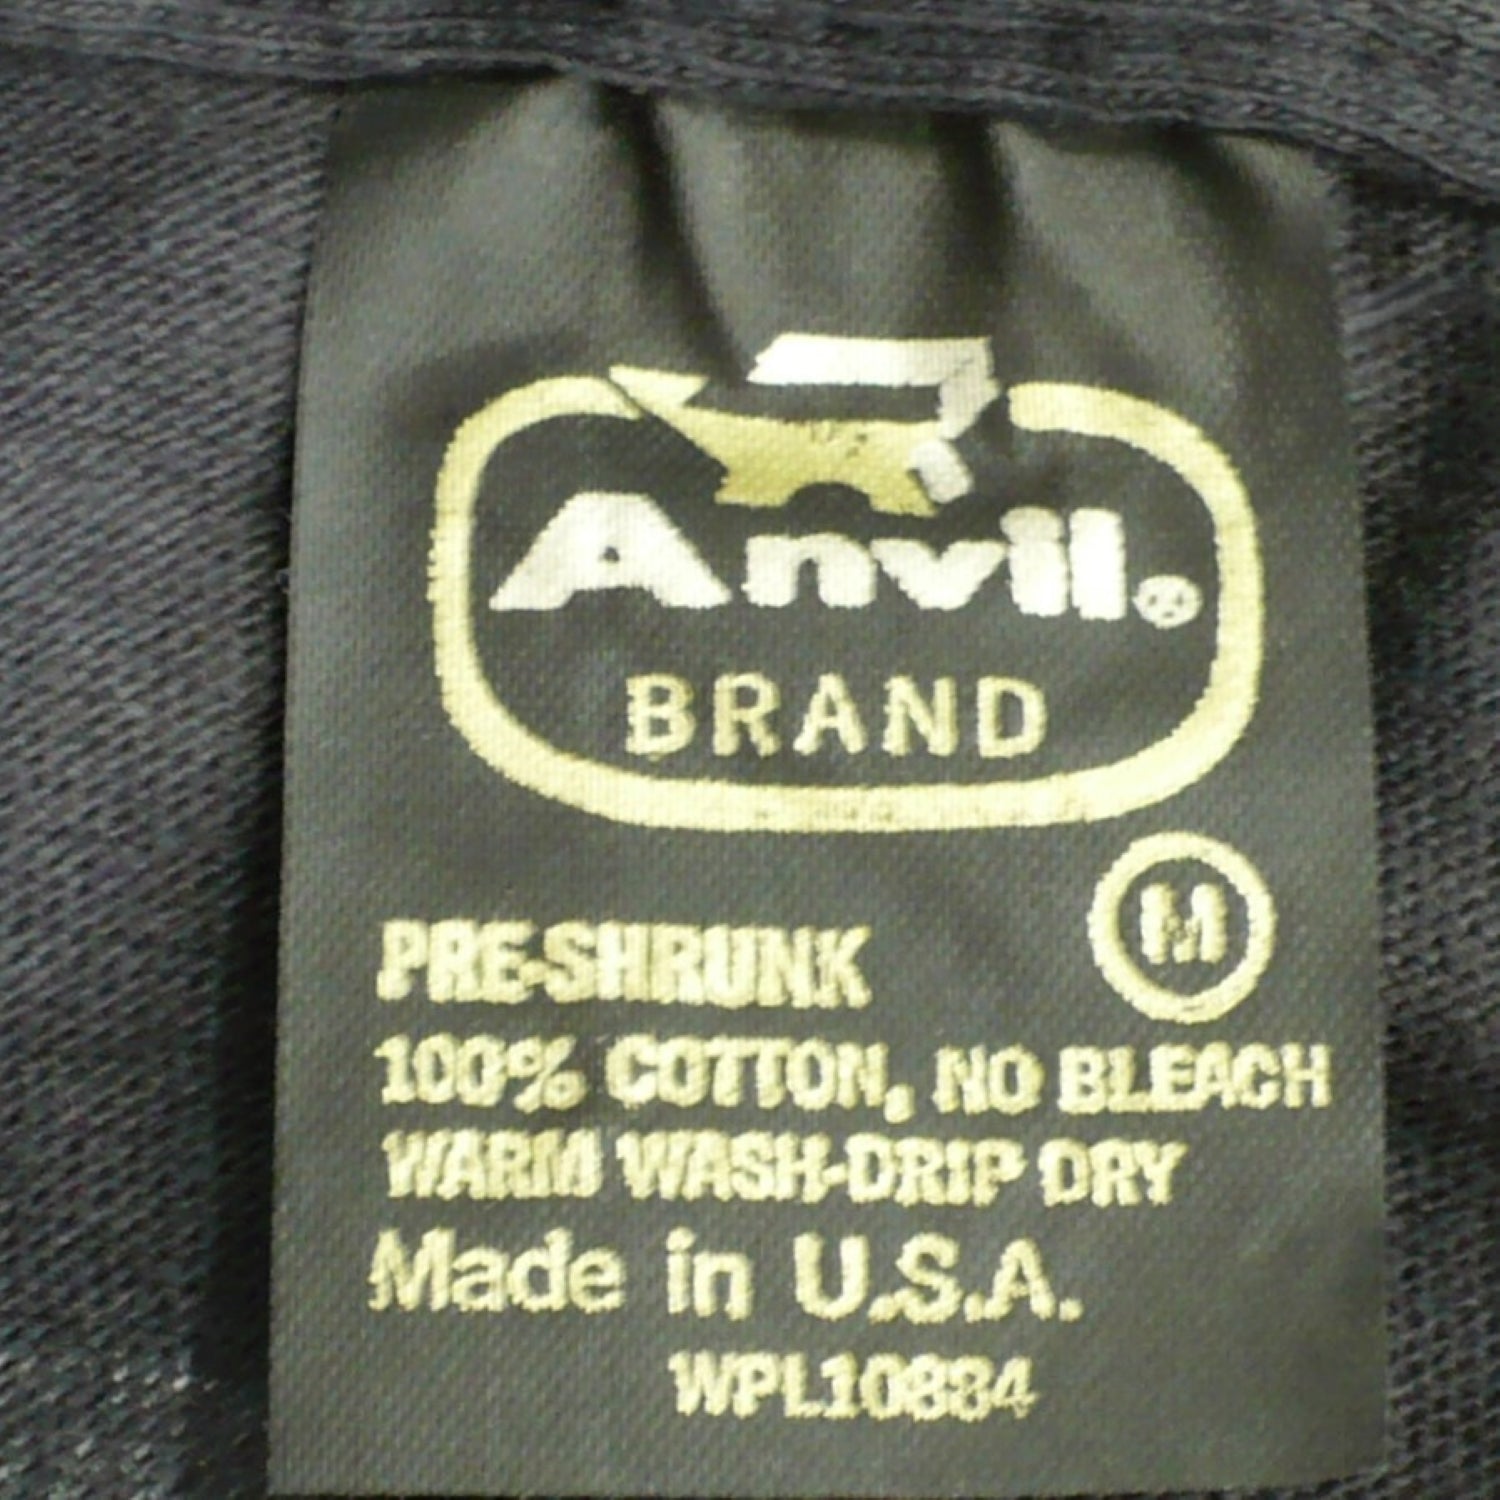 Anvil®
BRAND
M
PRE-SHRUNK
100% COTTON, NO BLEACH
WARM WASH-DRIP DRY
Made in U.S.A.
WPL10884